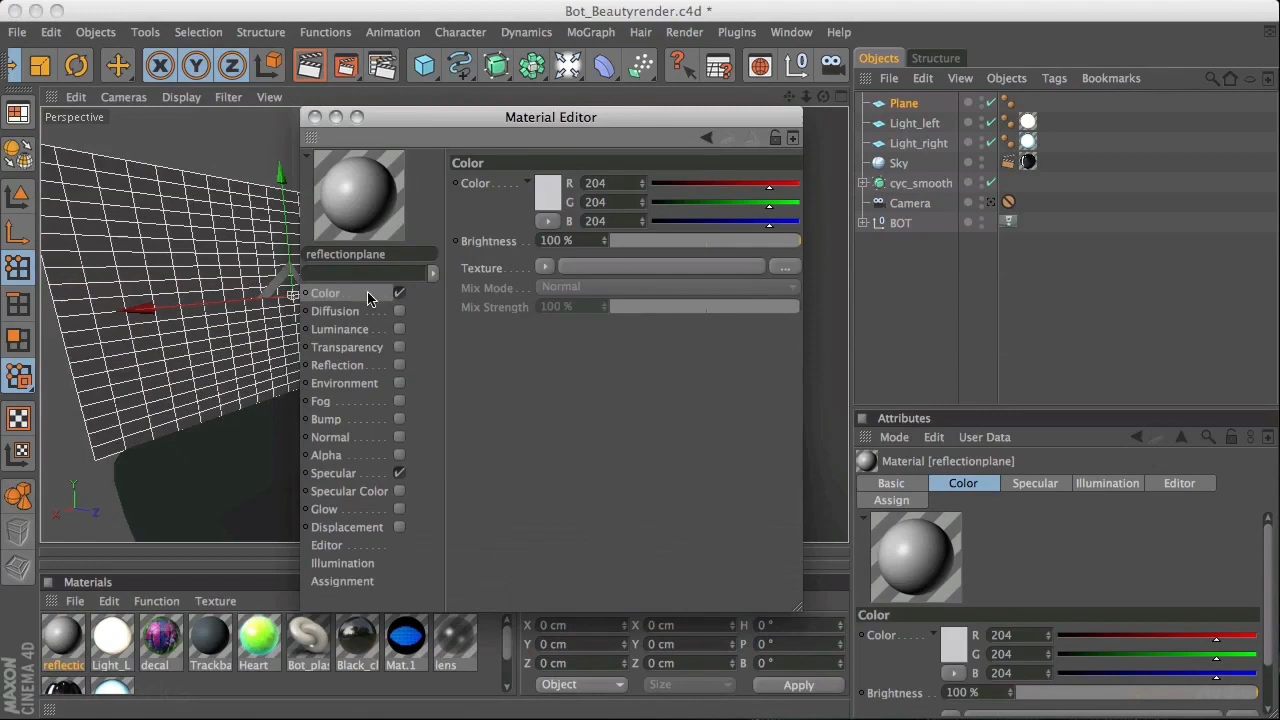 Bot_Beautyrender.c4d *
File Edit Objects Tools Selection Structure Functions Animation Character Dynamics MoGraph Hair Render Plugins Window Help
Edit Cameras Display Filter View
Perspective
Y
X Z
Material Editor
reflectionplane
Color
Diffusion
Luminance
Transparency
Reflection
Environment
Fog
Bump
Normal
Alpha
Specular
Specular Color
Glow
Displacement
Editor
Illumination
Assignment
Color
Color R 204
G 204
B 204
Brightness 100 %
Texture ...
Mix Mode Normal
Mix Strength 100 %
Objects Structure
File Edit View Objects Tags Bookmarks
Plane
Light_left
Light_right
Sky
cyc_smooth
Camera
BOT
Attributes
Mode Edit User Data
Material [reflectionplane]
Basic Color Specular Illumination Editor
Assign
Color
Color R 204
G 204
B 204
Brightness 100 %
Materials
File Edit Function Texture
reflectio Light_L decal Trackba Heart Bot_plas Black_cl Mat.1 lens
X 0 cm X 0 cm H 0 °
Y 0 cm Y 0 cm P 0 °
Z 0 cm Z 0 cm B 0 °
Object Size Apply
MAXON
CINEMA 4D